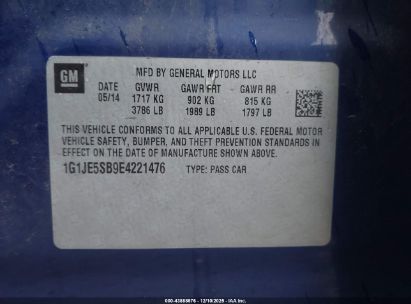 GM
MFD BY GENERAL MOTORS LLC
DATE GVWR GAWR FRT GAWR RR
05/14 1717 KG 902 KG 815 KG
3786 LB 1989 LB 1797 LB
THIS VEHICLE CONFORMS TO ALL APPLICABLE U.S. FEDERAL MOTOR
VEHICLE SAFETY, BUMPER, AND THEFT PREVENTION STANDARDS
IN EFFECT ON THE DATE OF MANUFACTURE SHOWN ABOVE.
1G1JE5SB9E4221476 TYPE: PASS CAR